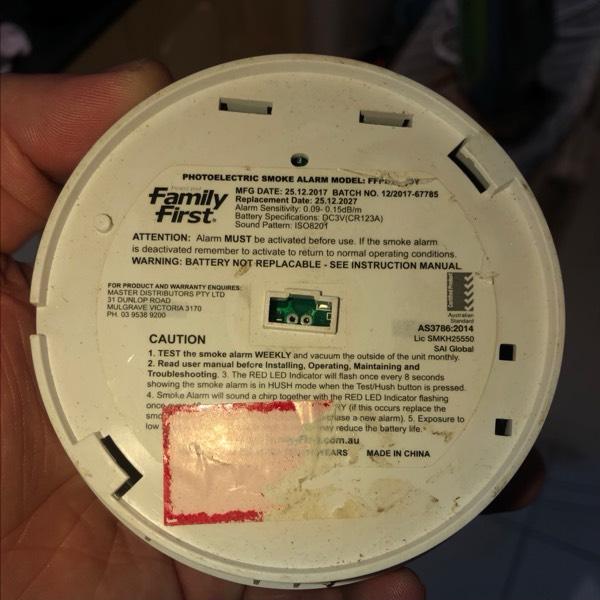 PHOTOELECTRIC SMOKE ALARM MODEL:
Family First
MFG DATE: 25.12.2017 BATCH NO. 12/2017-67785
Replacement Date: 25.12.2027
Alarm Sensitivity: 0.09- 0.15dB/m
Battery Specifications: DC3V(CR123A)
Sound Pattern: ISO8201
ATTENTION: Alarm MUST be activated before use. If the smoke alarm
is deactivated remember to activate to return to normal operating conditions.
WARNING: BATTERY NOT REPLACABLE - SEE INSTRUCTION MANUAL
FOR PRODUCT AND WARRANTY ENQUIRES:
MASTER DISTRIBUTORS PTY LTD
31 DUNLOP ROAD
MULGRAVE VICTORIA 3170
PH. 03 9538 9200
Certified Product
Australian
Standard
AS3786:2014
Lic SMKH25550
SAI Global
CAUTION
1. TEST the smoke alarm WEEKLY and vacuum the outside of the unit monthly.
2. Read user manual before Installing, Operating, Maintaining and
Troubleshooting. 3. The RED LED Indicator will flash once every 8 seconds
showing the smoke alarm is in HUSH mode when the Test/Hush button is pressed.
4. Smoke Alarm will sound a chirp together with the RED LED Indicator flashing
(if this occurs replace the
new alarm). 5. Exposure to
low reduce the battery life.
.com.au
YEARS MADE IN CHINA